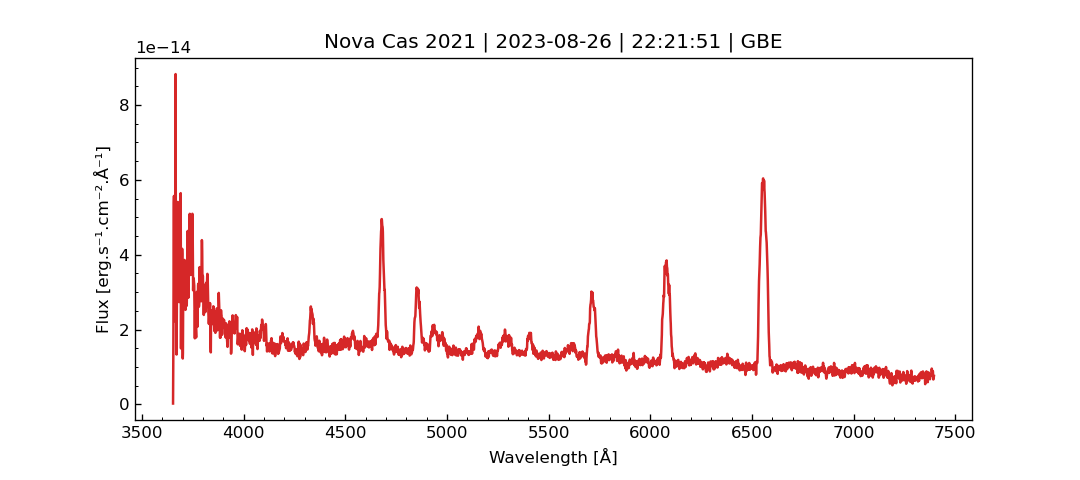 Nova Cas 2021 | 2023-08-26 | 22:21:51 | GBE
1e−14
8
6
4
2
0
Flux [erg.s⁻¹.cm⁻².Å⁻¹]
3500 4000 4500 5000 5500 6000 6500 7000 7500
Wavelength [Å]